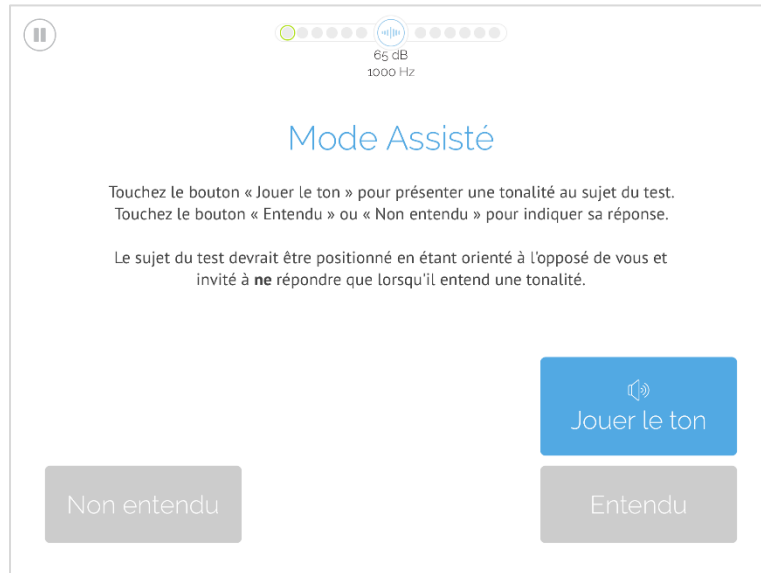 65 dB
1000 Hz
Mode Assisté
Touchez le bouton « Jouer le ton » pour présenter une tonalité au sujet du test.
Touchez le bouton « Entendu » ou « Non entendu » pour indiquer sa réponse.
Le sujet du test devrait être positionné en étant orienté à l'opposé de vous et
invité à ne répondre que lorsqu'il entend une tonalité.
Jouer le ton
Non entendu
Entendu